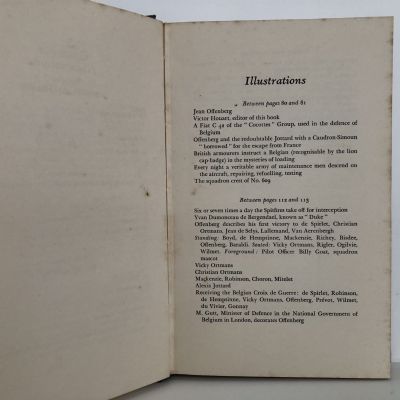 Illustrations
Between pages 80 and 81
Jean Offenberg
Victor Houart, editor of this book
A Fiat C 42 of the "Cocottes" Group, used in the defence of
Belgium
Offenberg and the redoubtable Jottard with a Caudron-Simoun
"borrowed" for the escape from France
British armourers instruct a Belgian (recognisable by the lion
cap badge) in the mysteries of loading
Every night a veritable army of maintenance men descend on
the aircraft, repairing, refuelling, testing
The squadron crest of No. 609
Between pages 112 and 113
Six or seven times a day the Spitfires take off for interception
Yvan Dumonceau de Bergendael, known as "Duke"
Offenberg describes his first victory to de Spirlet, Christian
Ortmans, Jean de Selys, Lallemand, Van Arenbergh
Standing: Boyd, de Hemptinne, Mackenzie, Richey, Bisdee,
Offenberg, Baraldi. Seated: Vicky Ortmans, Rigler, Ogilvie,
Wilmet. Foreground: Pilot Officer Billy Goat, squadron
mascot
Vicky Ortmans
Christian Ortmans
Mackenzie, Robinson, Choron, Mitelet
Alexis Jottard
Receiving the Belgian Croix de Guerre: de Spirlet, Robinson,
de Hemptinne, Vicky Ortmans, Offenberg, Prévot, Wilmet,
du Vivier, Gonnay
M. Gutt, Minister of Defence in the National Government of
Belgium in London, decorates Offenberg